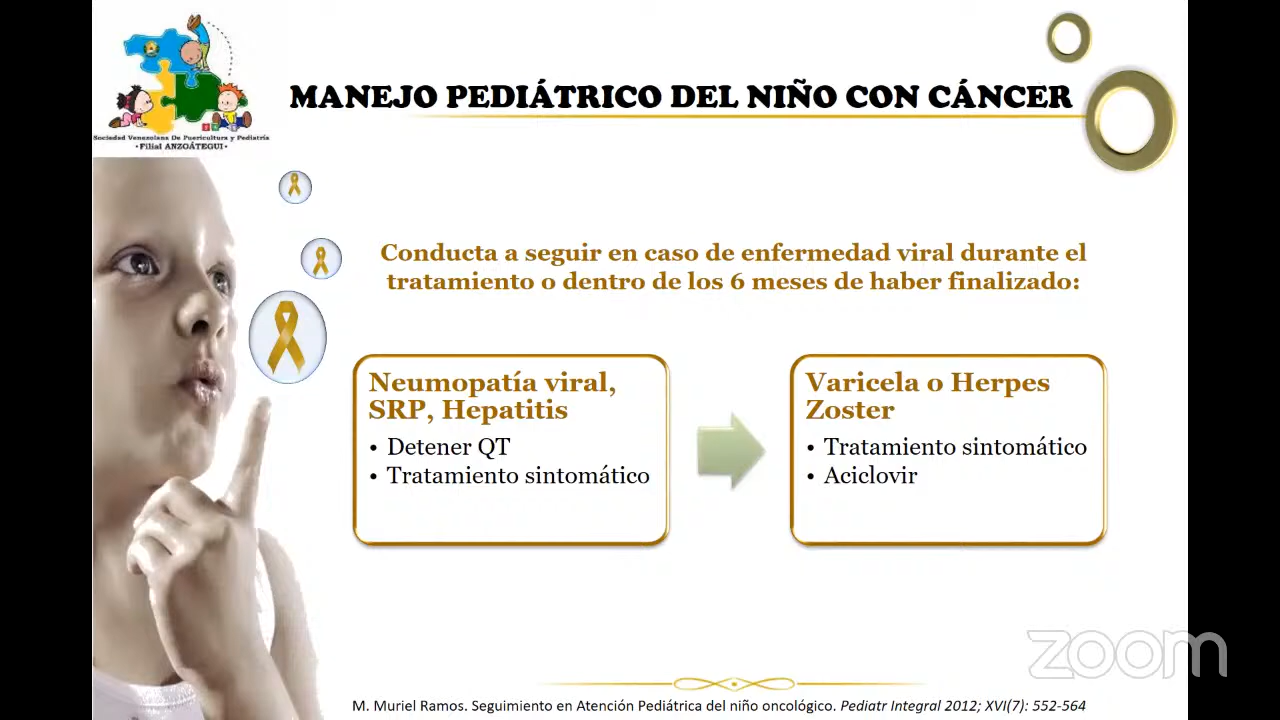 MANEJO PEDIÁTRICO DEL NIÑO CON CÁNCER
Sociedad Venezolana De Puericultura y Pediatría
·Filial ANZOÁTEGUI·
Conducta a seguir en caso de enfermedad viral durante el
tratamiento o dentro de los 6 meses de haber finalizado:
Neumopatía viral,
SRP, Hepatitis
• Detener QT
• Tratamiento sintomático
Varicela o Herpes
Zoster
• Tratamiento sintomático
• Aciclovir
zoom
M. Muriel Ramos. Seguimiento en Atención Pediátrica del niño oncológico. Pediatr Integral 2012; XVI(7): 552-564